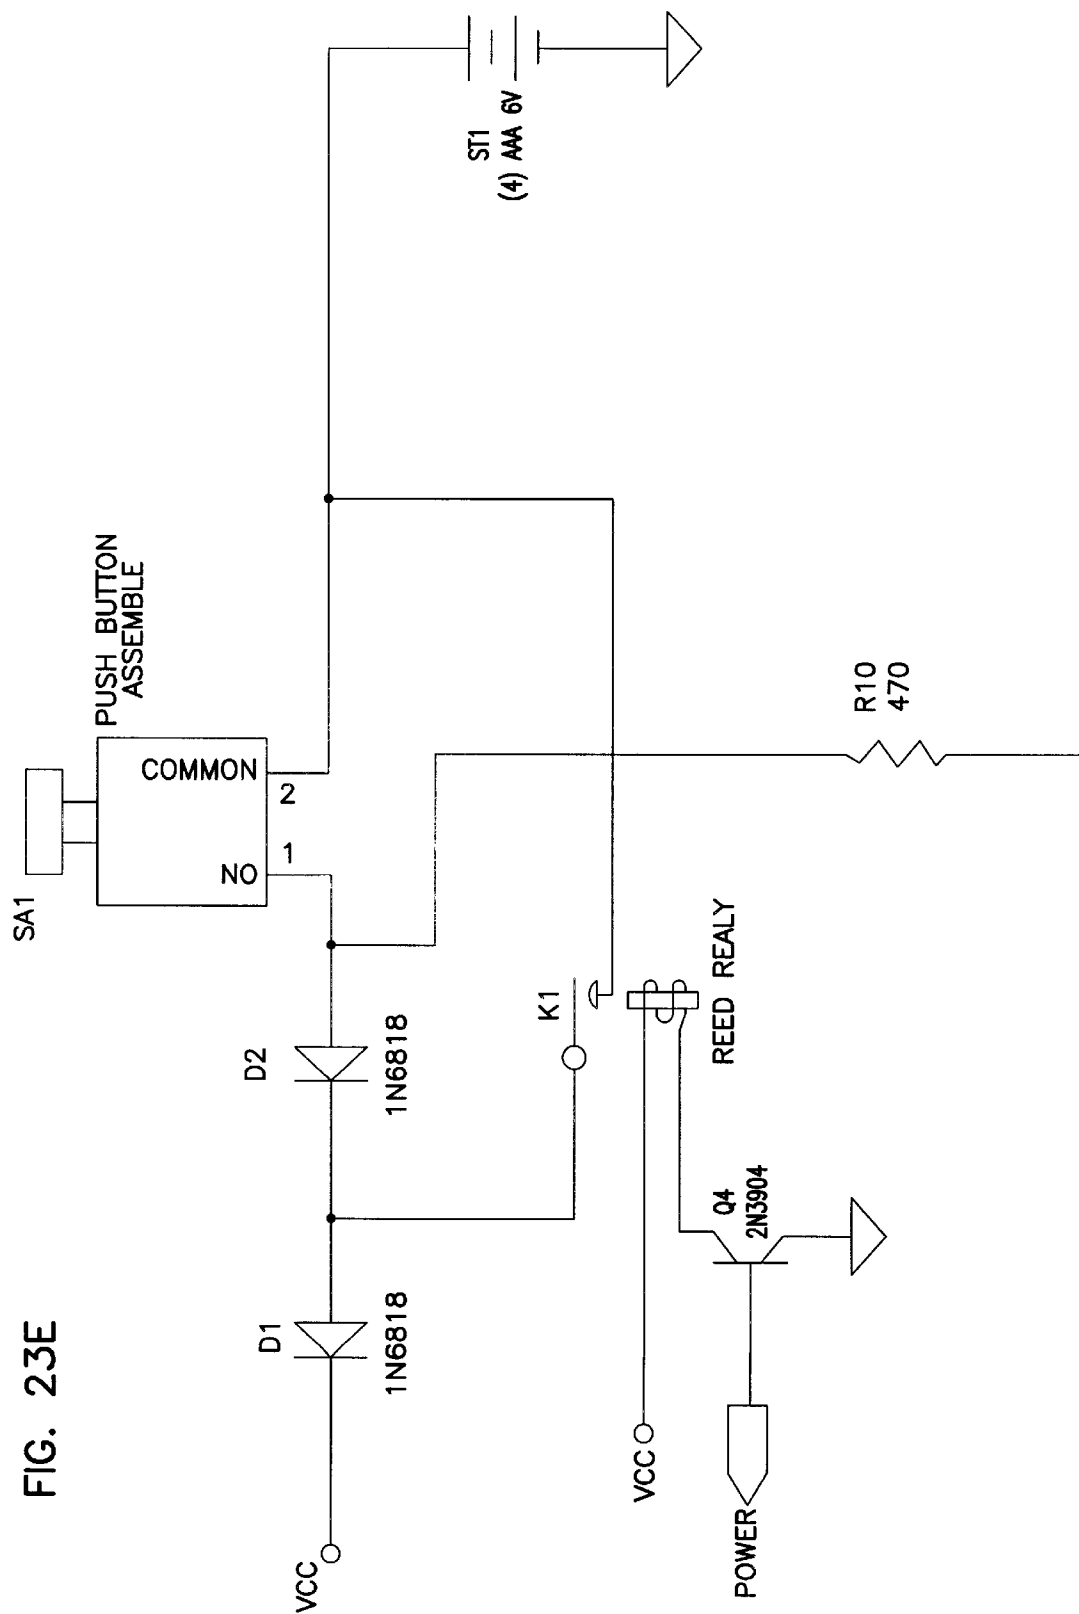 FIG. 23E
SA1
PUSH BUTTON
ASSEMBLE
NO
COMMON
1
2
VCC
D1
1N6818
D2
1N6818
K1
ST1
(4) AAA 6V
VCC
REED REALY
POWER
Q4
2N3904
R10
470